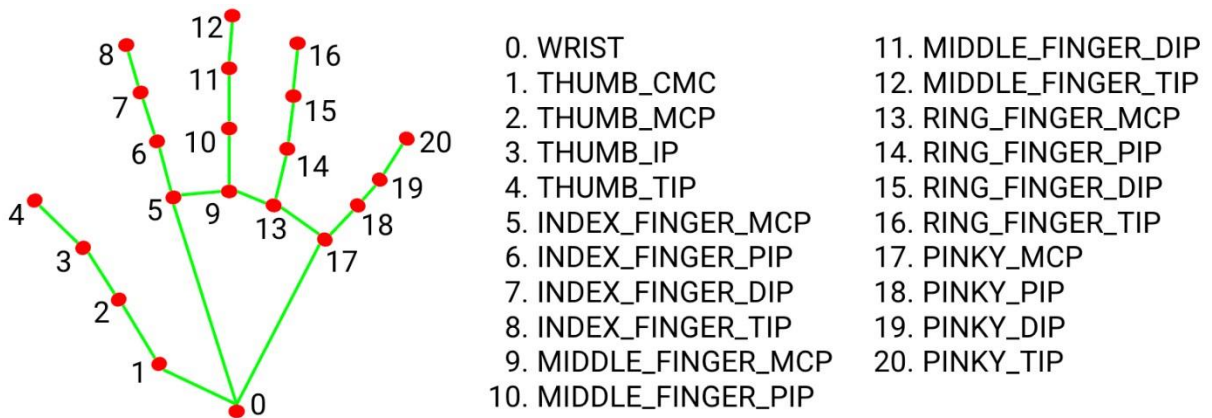 12
8
16
11
7
15
10
20
6
14
19
4
5
9
18
13
3
17
2
1
0
0. WRIST
1. THUMB_CMC
2. THUMB_MCP
3. THUMB_IP
4. THUMB_TIP
5. INDEX_FINGER_MCP
6. INDEX_FINGER_PIP
7. INDEX_FINGER_DIP
8. INDEX_FINGER_TIP
9. MIDDLE_FINGER_MCP
10. MIDDLE_FINGER_PIP
11. MIDDLE_FINGER_DIP
12. MIDDLE_FINGER_TIP
13. RING_FINGER_MCP
14. RING_FINGER_PIP
15. RING_FINGER_DIP
16. RING_FINGER_TIP
17. PINKY_MCP
18. PINKY_PIP
19. PINKY_DIP
20. PINKY_TIP